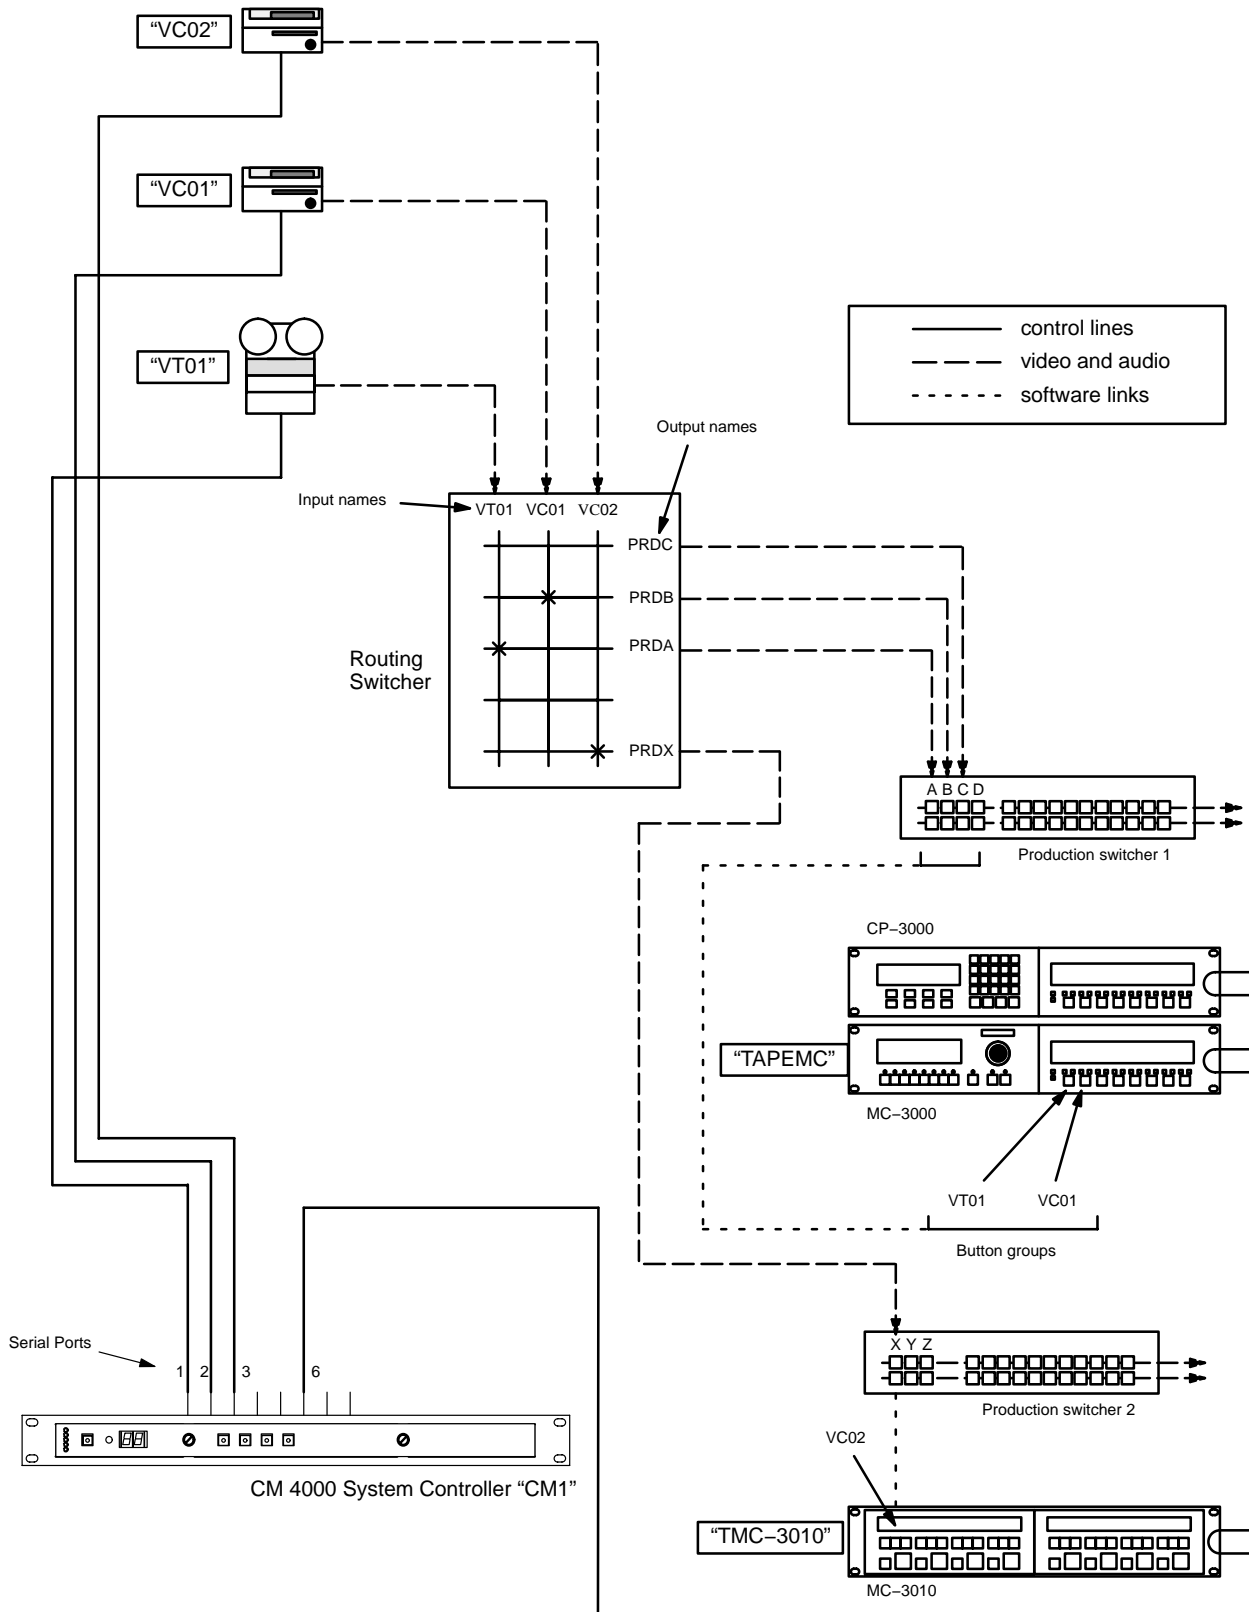 “VC02”
“VC01”
“VT01”
control lines
video and audio
software links
Output names
Input names
VT01 VC01 VC02
PRDC
PRDB
PRDA
PRDX
Routing
Switcher
A B C D
Production switcher 1
CP–3000
“TAPEMC”
MC–3000
VT01 VC01
Button groups
Serial Ports
1 2 3 6
X Y Z
Production switcher 2
CM 4000 System Controller “CM1”
VC02
“TMC–3010”
MC–3010